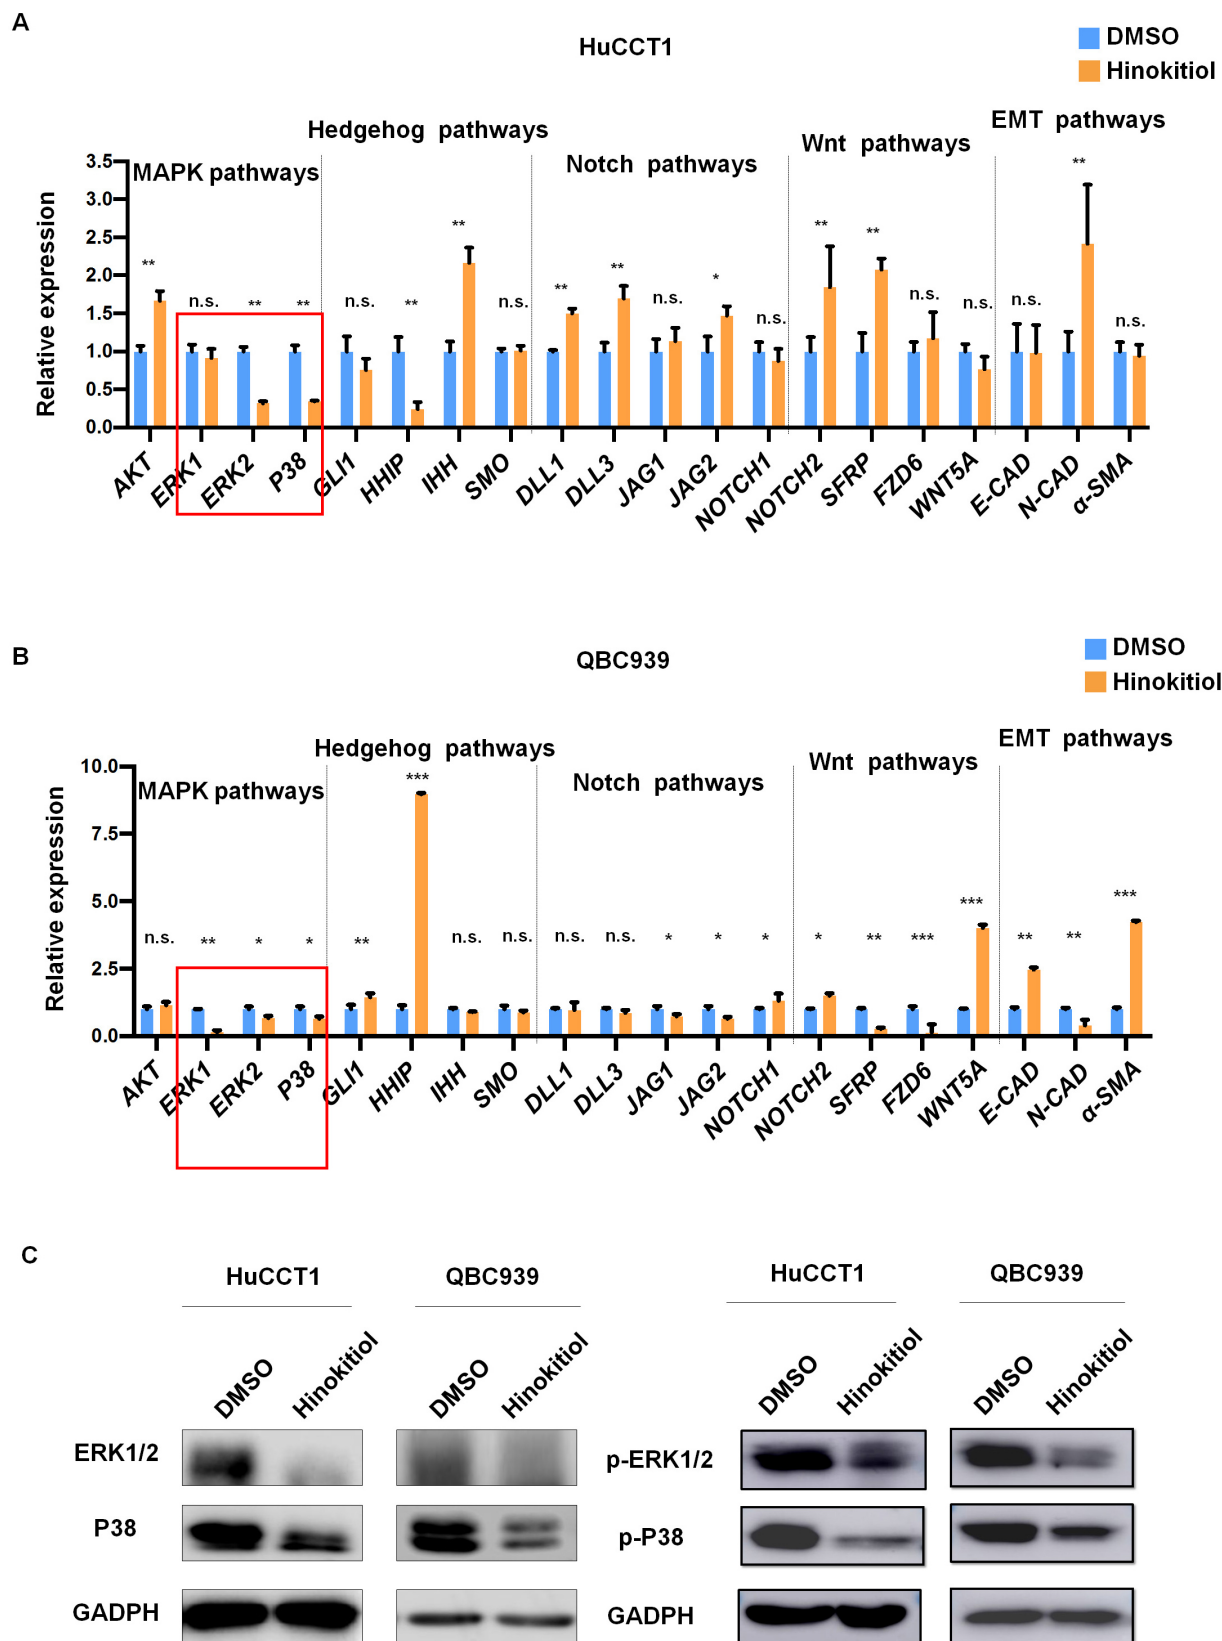 A
HuCCT1
DMSO
Hinokitiol
Hedgehog pathways
EMT pathways
Wnt pathways
Notch pathways
MAPK pathways
Relative expression
3.5
3.0
2.5
2.0
1.5
1.0
0.5
0.0
** n.s. ** ** n.s. ** ** n.s. ** ** n.s. * n.s. ** ** n.s. n.s. n.s. ** n.s.
AKT ERK1 ERK2 P38 GLI1 HHIP IHH SMO DLL1 DLL3 JAG1 JAG2 NOTCH1 NOTCH2 SFRP FZD6 WNT5A E-CAD N-CAD α-SMA
B
QBC939
DMSO
Hinokitiol
Hedgehog pathways
EMT pathways
Wnt pathways
Notch pathways
MAPK pathways
Relative expression
10.0
7.5
5.0
2.5
0.0
n.s. ** * * ** *** n.s. n.s. n.s. n.s. * * * * ** *** *** ** ** ***
AKT ERK1 ERK2 P38 GLI1 HHIP IHH SMO DLL1 DLL3 JAG1 JAG2 NOTCH1 NOTCH2 SFRP FZD6 WNT5A E-CAD N-CAD α-SMA
C
HuCCT1 QBC939 HuCCT1 QBC939
DMSO Hinokitiol DMSO Hinokitiol DMSO Hinokitiol DMSO Hinokitiol
ERK1/2 p-ERK1/2
P38 p-P38
GADPH GADPH